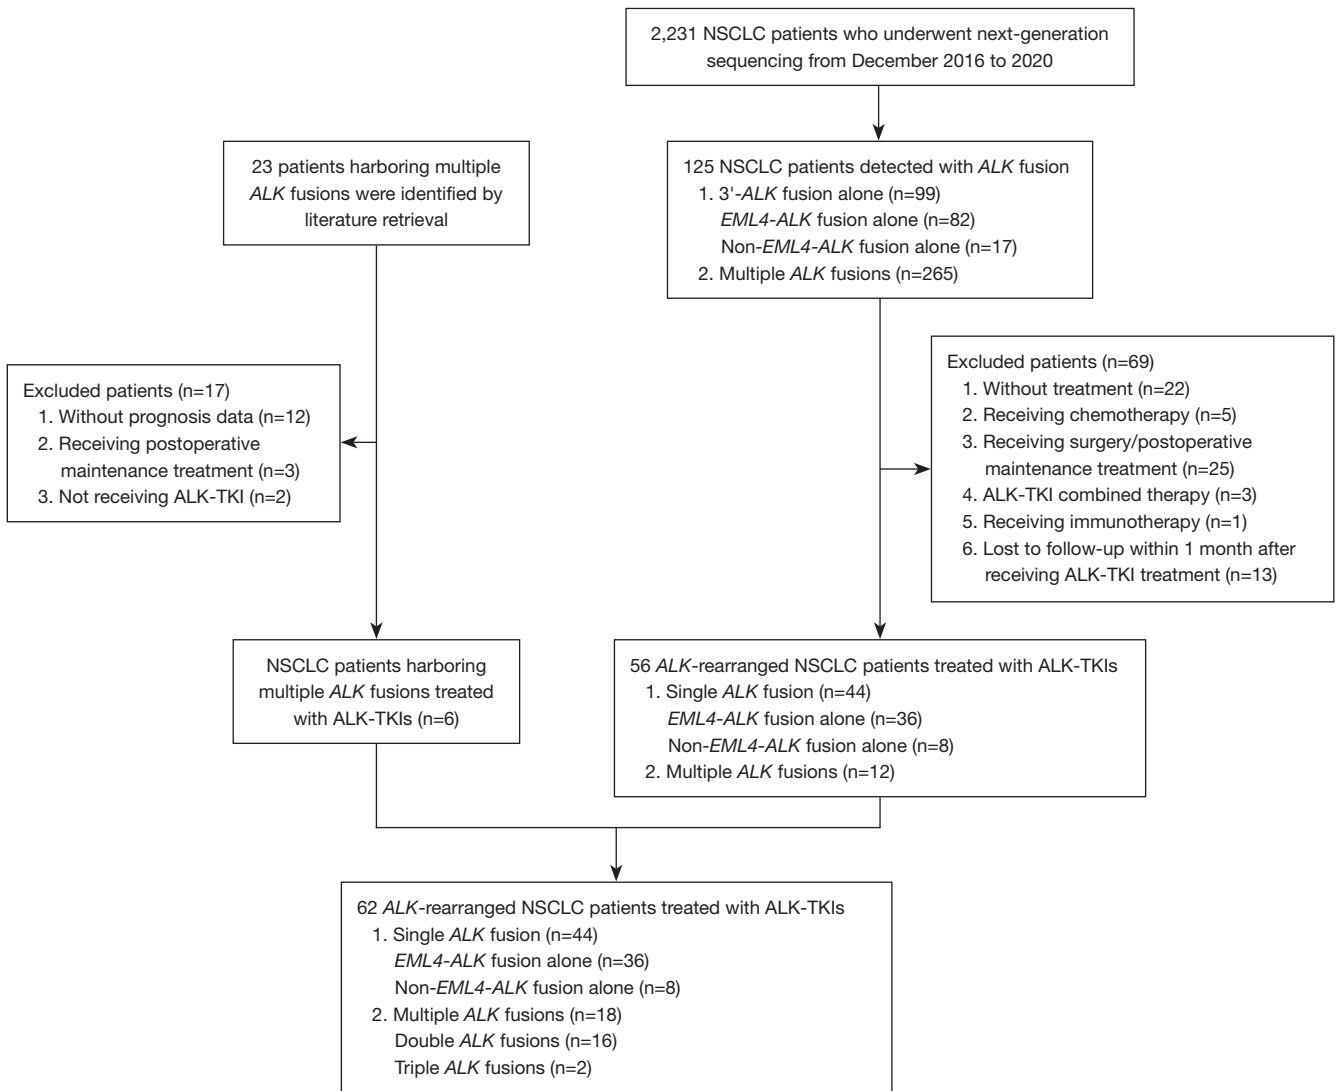 2,231 NSCLC patients who underwent next-generation
sequencing from December 2016 to 2020
23 patients harboring multiple
ALK fusions were identified by
literature retrieval
125 NSCLC patients detected with ALK fusion
1. 3'-ALK fusion alone (n=99)
EML4-ALK fusion alone (n=82)
Non-EML4-ALK fusion alone (n=17)
2. Multiple ALK fusions (n=265)
Excluded patients (n=17)
1. Without prognosis data (n=12)
2. Receiving postoperative
maintenance treatment (n=3)
3. Not receiving ALK-TKI (n=2)
Excluded patients (n=69)
1. Without treatment (n=22)
2. Receiving chemotherapy (n=5)
3. Receiving surgery/postoperative
maintenance treatment (n=25)
4. ALK-TKI combined therapy (n=3)
5. Receiving immunotherapy (n=1)
6. Lost to follow-up within 1 month after
receiving ALK-TKI treatment (n=13)
NSCLC patients harboring
multiple ALK fusions treated
with ALK-TKIs (n=6)
56 ALK-rearranged NSCLC patients treated with ALK-TKIs
1. Single ALK fusion (n=44)
EML4-ALK fusion alone (n=36)
Non-EML4-ALK fusion alone (n=8)
2. Multiple ALK fusions (n=12)
62 ALK-rearranged NSCLC patients treated with ALK-TKIs
1. Single ALK fusion (n=44)
EML4-ALK fusion alone (n=36)
Non-EML4-ALK fusion alone (n=8)
2. Multiple ALK fusions (n=18)
Double ALK fusions (n=16)
Triple ALK fusions (n=2)